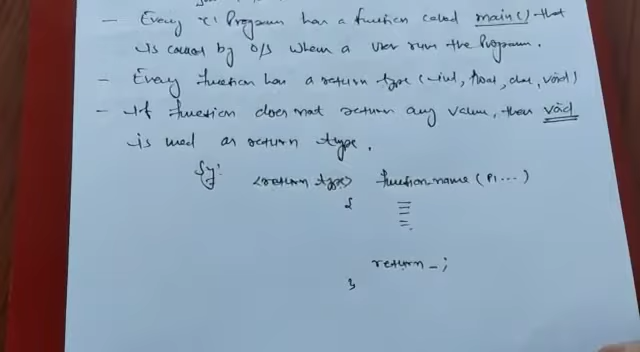 - Every 'c' Program has a function called main() that
is called by O/S when a user run the Program.
- Every function has a return type (int, float, char, void)
- If function does not return any value, then void
is used as return type.
Sy:
<return type> function-name (P1...)
{
return - ;
}